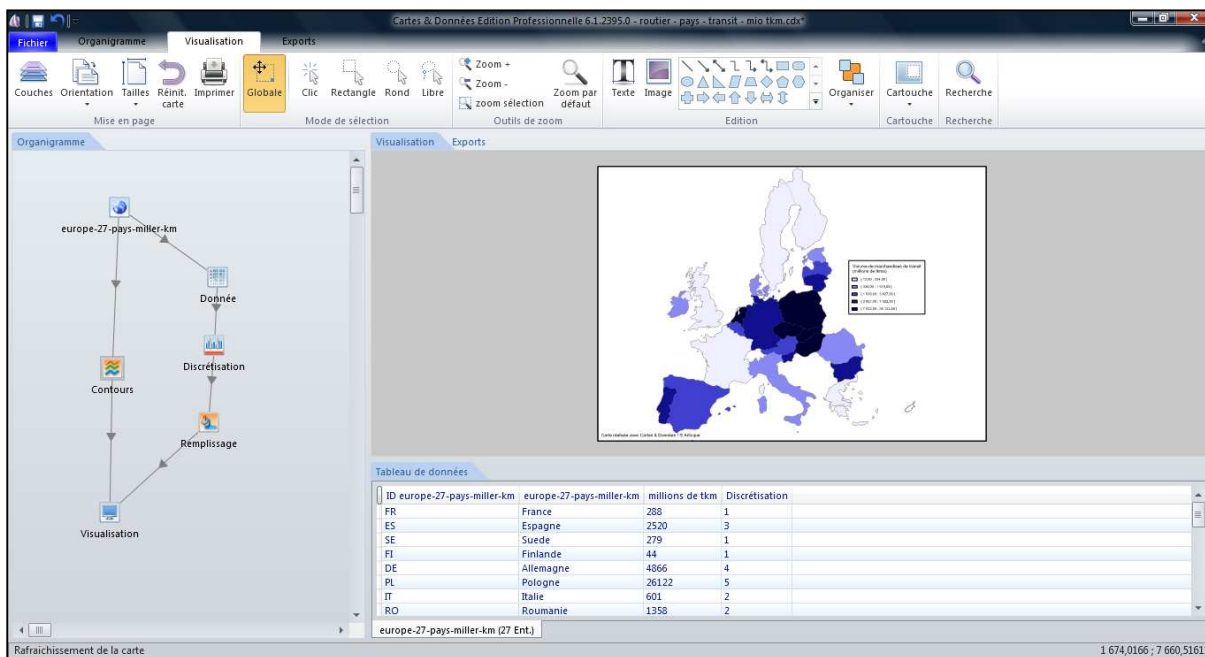 Cartes & Données Edition Professionnelle 6.1.2395.0 - routier - pays - transit - mio tkm.cdx*
Fichier Organigramme Visualisation Exports
Couches Orientation Tailles Réinit. carte Imprimer Globale Clic Rectangle Rond Libre
Zoom +
Zoom -
zoom sélection
Zoom par défaut
Texte Image Organiser Cartouche Recherche
Mise en page Mode de sélection Outils de zoom Edition Cartouche Recherche
Organigramme
europe-27-pays-miller-km
Donnée
Discrétisation
Contours
Remplissage
Visualisation
Visualisation Exports
Tableau de données
ID europe-27-pays-miller-km europe-27-pays-miller-km millions de tkm Discrétisation
FR France 288 1
ES Espagne 2520 3
SE Suede 279 1
FI Finlande 44 1
DE Allemagne 4866 4
PL Pologne 26122 5
IT Italie 601 2
RO Roumanie 1358 2
europe-27-pays-miller-km (27 Ent.)
Rafraichissement de la carte 1 674,0166 ; 7 660,5161